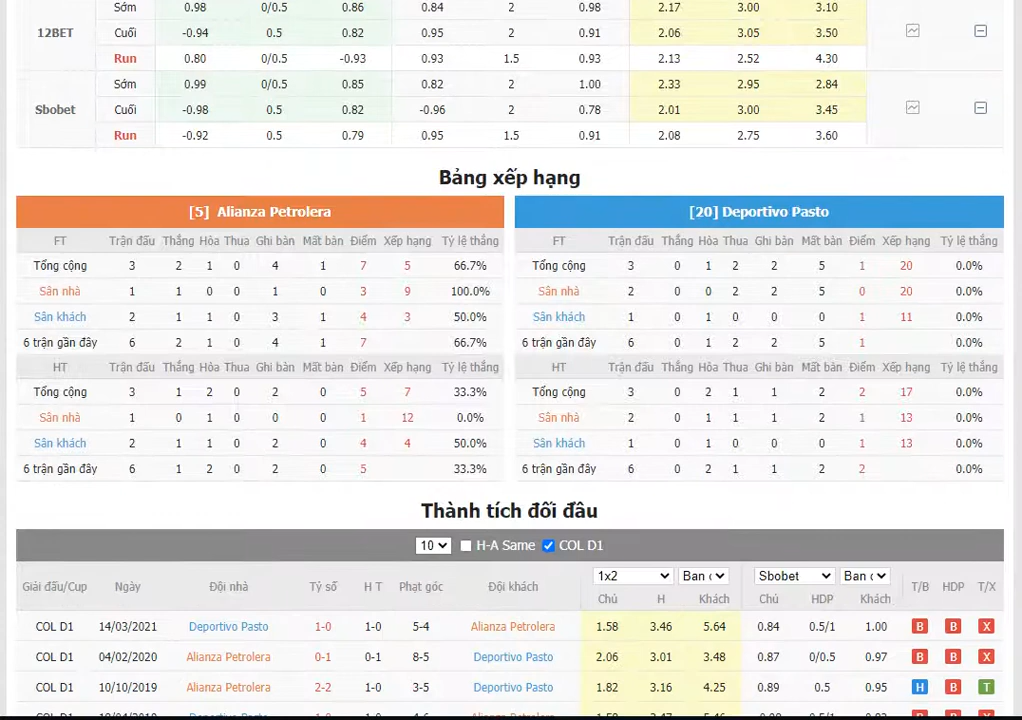 Sớm 0.98 0/0.5 0.86 0.84 2 0.98 2.17 3.00 3.10
12BET Cuối -0.94 0.5 0.82 0.95 2 0.91 2.06 3.05 3.50
Run 0.80 0/0.5 -0.93 0.93 1.5 0.93 2.13 2.52 4.30
Sớm 0.99 0/0.5 0.85 0.82 2 1.00 2.33 2.95 2.84
Sbobet Cuối -0.98 0.5 0.82 -0.96 2 0.78 2.01 3.00 3.45
Run -0.92 0.5 0.79 0.95 1.5 0.91 2.08 2.75 3.60
Bảng xếp hạng
[5] Alianza Petrolera
FT Trận đấu Thắng Hòa Thua Ghi bàn Mất bàn Điểm Xếp hạng Tỷ lệ thắng
Tổng cộng 3 2 1 0 4 1 7 5 66.7%
Sân nhà 1 1 0 0 1 0 3 9 100.0%
Sân khách 2 1 1 0 3 1 4 3 50.0%
6 trận gần đây 6 2 1 0 4 1 7 66.7%
HT Trận đấu Thắng Hòa Thua Ghi bàn Mất bàn Điểm Xếp hạng Tỷ lệ thắng
Tổng cộng 3 1 2 0 2 0 5 7 33.3%
Sân nhà 1 0 1 0 0 0 1 12 0.0%
Sân khách 2 1 1 0 2 0 4 4 50.0%
6 trận gần đây 6 1 2 0 2 0 5 33.3%
[20] Deportivo Pasto
FT Trận đấu Thắng Hòa Thua Ghi bàn Mất bàn Điểm Xếp hạng Tỷ lệ thắng
Tổng cộng 3 0 1 2 2 5 1 20 0.0%
Sân nhà 2 0 0 2 2 5 0 20 0.0%
Sân khách 1 0 1 0 0 0 1 11 0.0%
6 trận gần đây 6 0 1 2 2 5 1 0.0%
HT Trận đấu Thắng Hòa Thua Ghi bàn Mất bàn Điểm Xếp hạng Tỷ lệ thắng
Tổng cộng 3 0 2 1 1 2 2 17 0.0%
Sân nhà 2 0 1 1 1 2 1 13 0.0%
Sân khách 1 0 1 0 0 0 1 13 0.0%
6 trận gần đây 6 0 2 1 1 2 2 0.0%
Thành tích đối đầu
10 H-A Same COL D1
1x2 Ban c Sbobet Ban c
Giải đấu/Cup Ngày Đội nhà Tỷ số H T Phạt góc Đội khách Chủ H Khách Chủ HDP Khách T/B HDP T/X
COL D1 14/03/2021 Deportivo Pasto 1-0 1-0 5-4 Alianza Petrolera 1.58 3.46 5.64 0.84 0.5/1 1.00 B B X
COL D1 04/02/2020 Alianza Petrolera 0-1 0-1 8-5 Deportivo Pasto 2.06 3.01 3.48 0.87 0/0.5 0.97 B B X
COL D1 10/10/2019 Alianza Petrolera 2-2 1-0 3-5 Deportivo Pasto 1.82 3.16 4.25 0.89 0.5 0.95 H B T